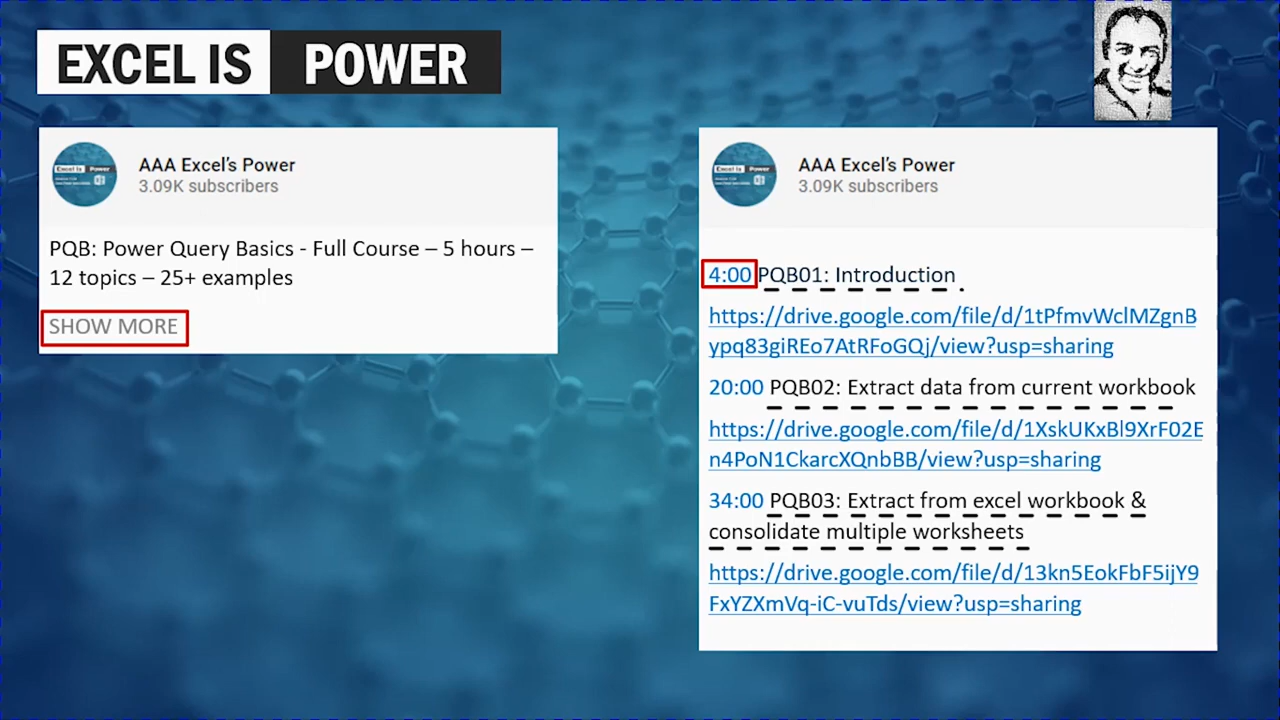 EXCEL IS POWER
AAA Excel's Power
3.09K subscribers
PQB: Power Query Basics - Full Course – 5 hours –
12 topics – 25+ examples
SHOW MORE
AAA Excel's Power
3.09K subscribers
4:00 PQB01: Introduction
https://drive.google.com/file/d/1tPfmvWclMZgnB
ypq83giREo7AtRFoGQj/view?usp=sharing
20:00 PQB02: Extract data from current workbook
https://drive.google.com/file/d/1XskUKxBl9XrF02E
n4PoN1CkarcXQnbBB/view?usp=sharing
34:00 PQB03: Extract from excel workbook &
consolidate multiple worksheets
https://drive.google.com/file/d/13kn5EokFbF5ijY9
FxYZXmVq-iC-vuTds/view?usp=sharing